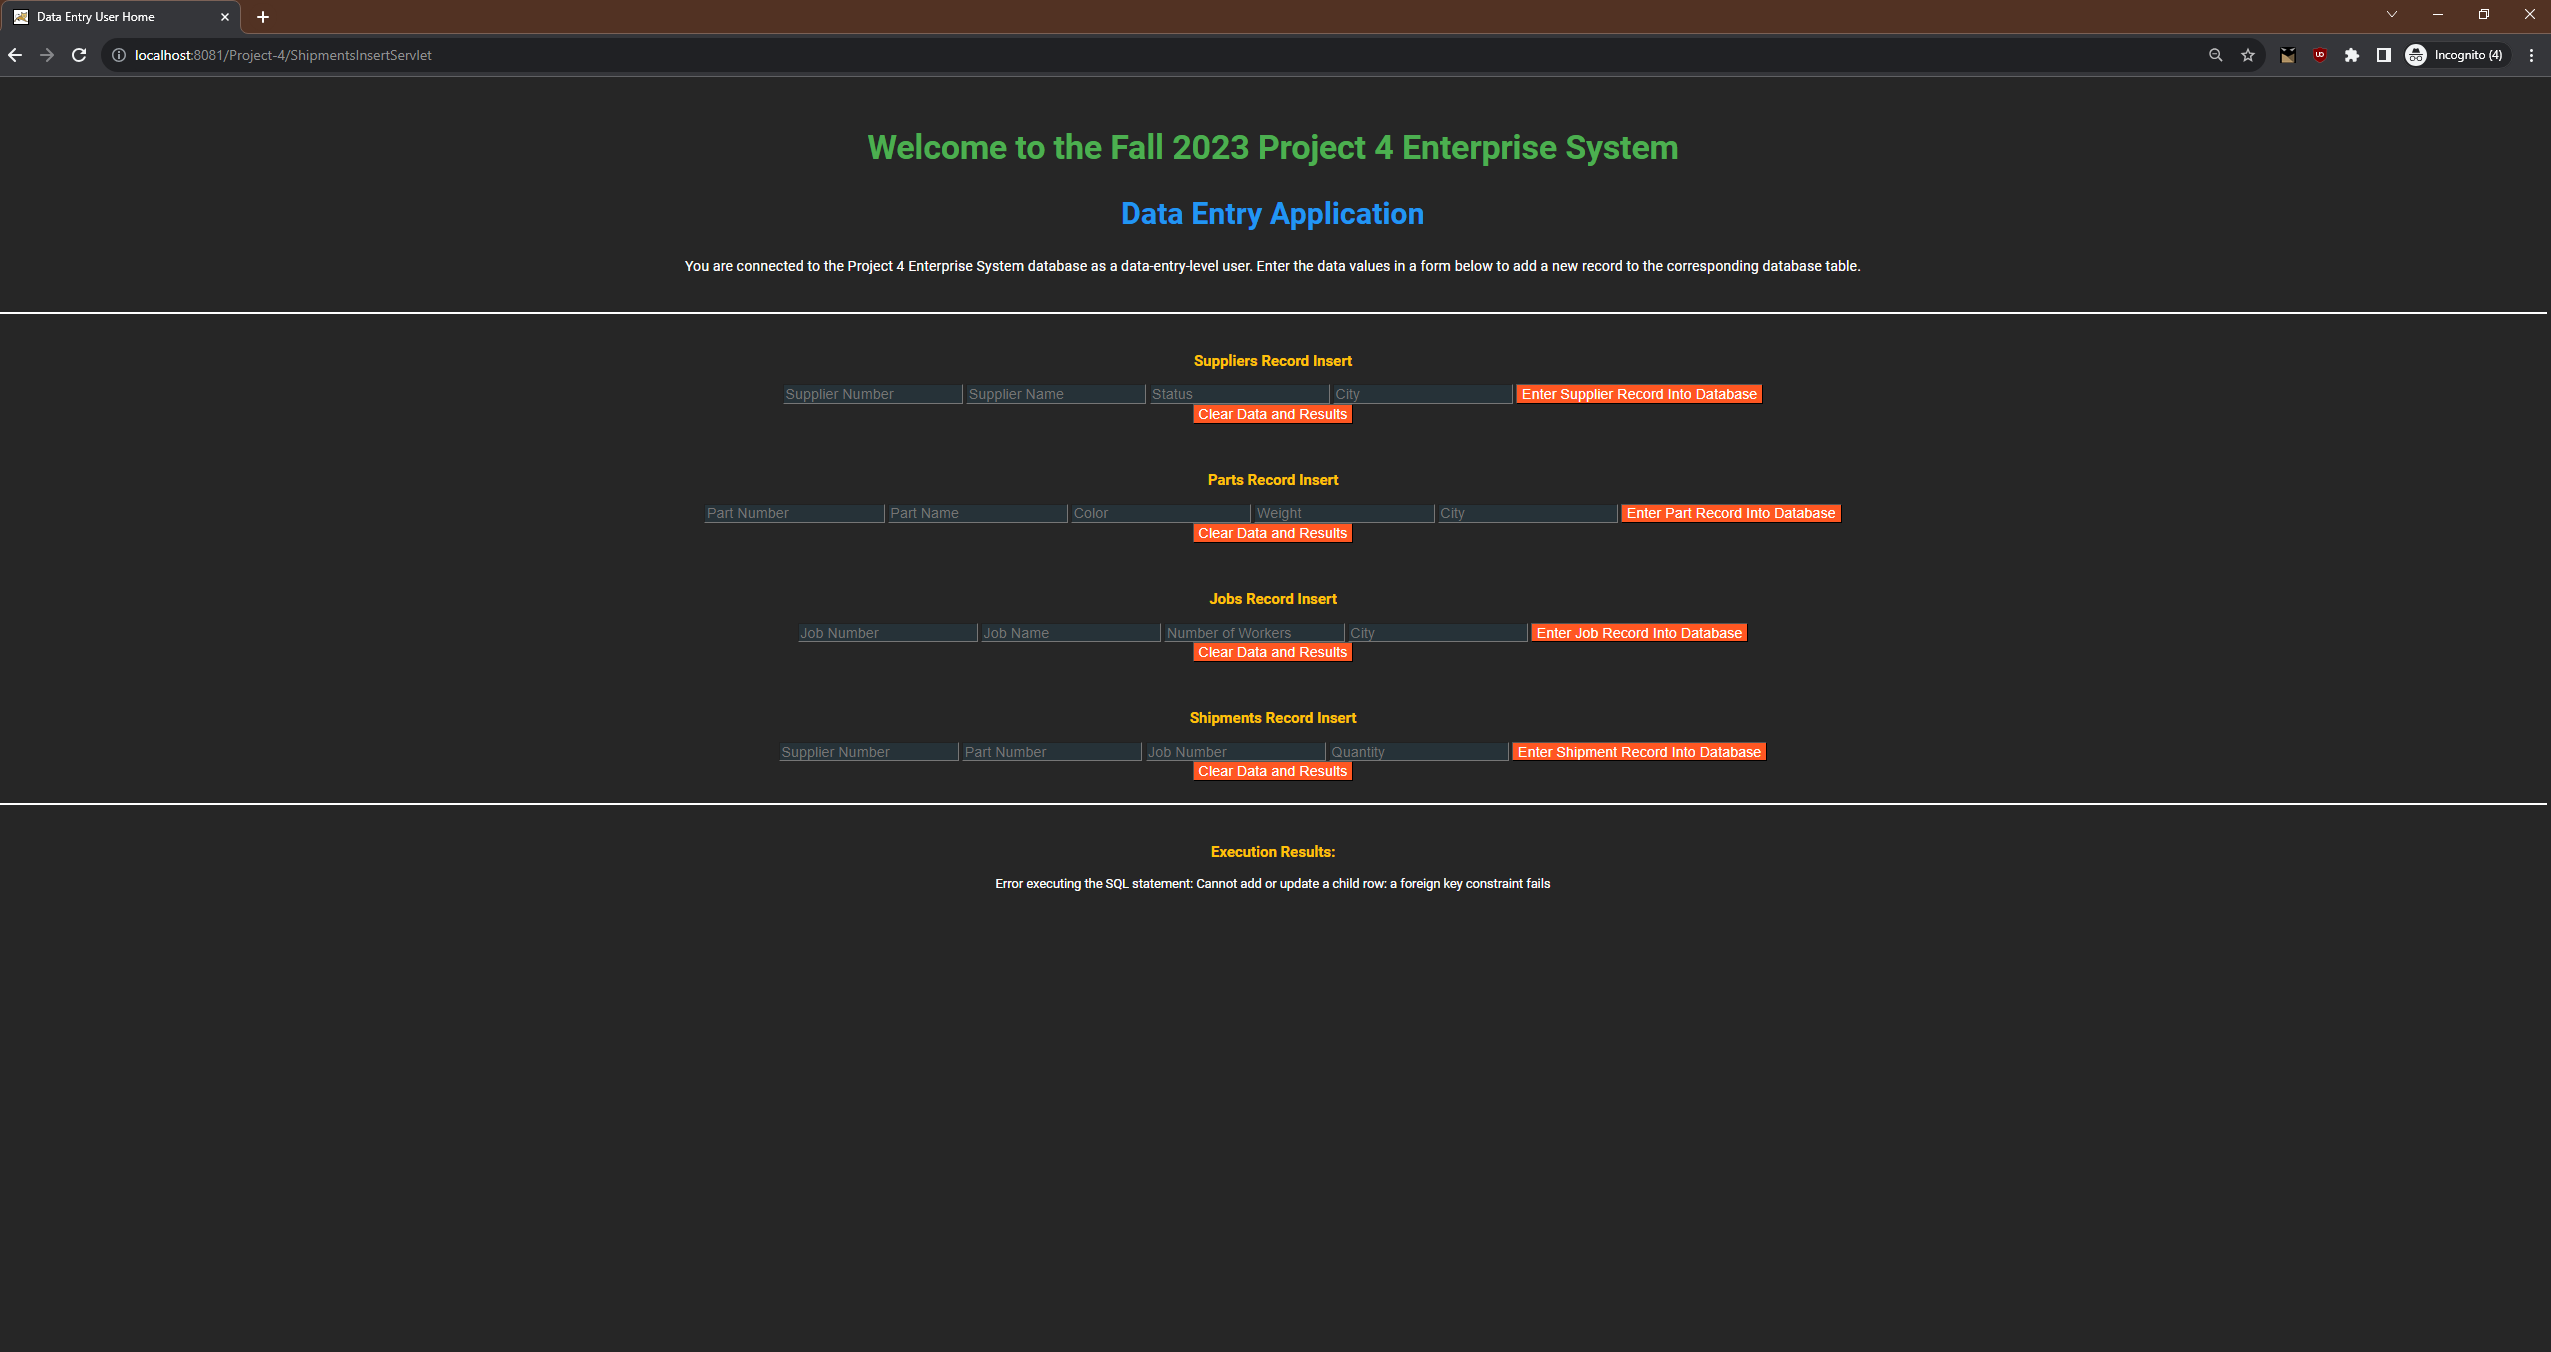 Data Entry User Home
localhost:8081/Project-4/ShipmentsInsertServlet
Incognito (4)
Welcome to the Fall 2023 Project 4 Enterprise System
Data Entry Application
You are connected to the Project 4 Enterprise System database as a data-entry-level user. Enter the data values in a form below to add a new record to the corresponding database table.
Suppliers Record Insert
Supplier Number Supplier Name Status City Enter Supplier Record Into Database
Clear Data and Results
Parts Record Insert
Part Number Part Name Color Weight City Enter Part Record Into Database
Clear Data and Results
Jobs Record Insert
Job Number Job Name Number of Workers City Enter Job Record Into Database
Clear Data and Results
Shipments Record Insert
Supplier Number Part Number Job Number Quantity Enter Shipment Record Into Database
Clear Data and Results
Execution Results:
Error executing the SQL statement: Cannot add or update a child row: a foreign key constraint fails